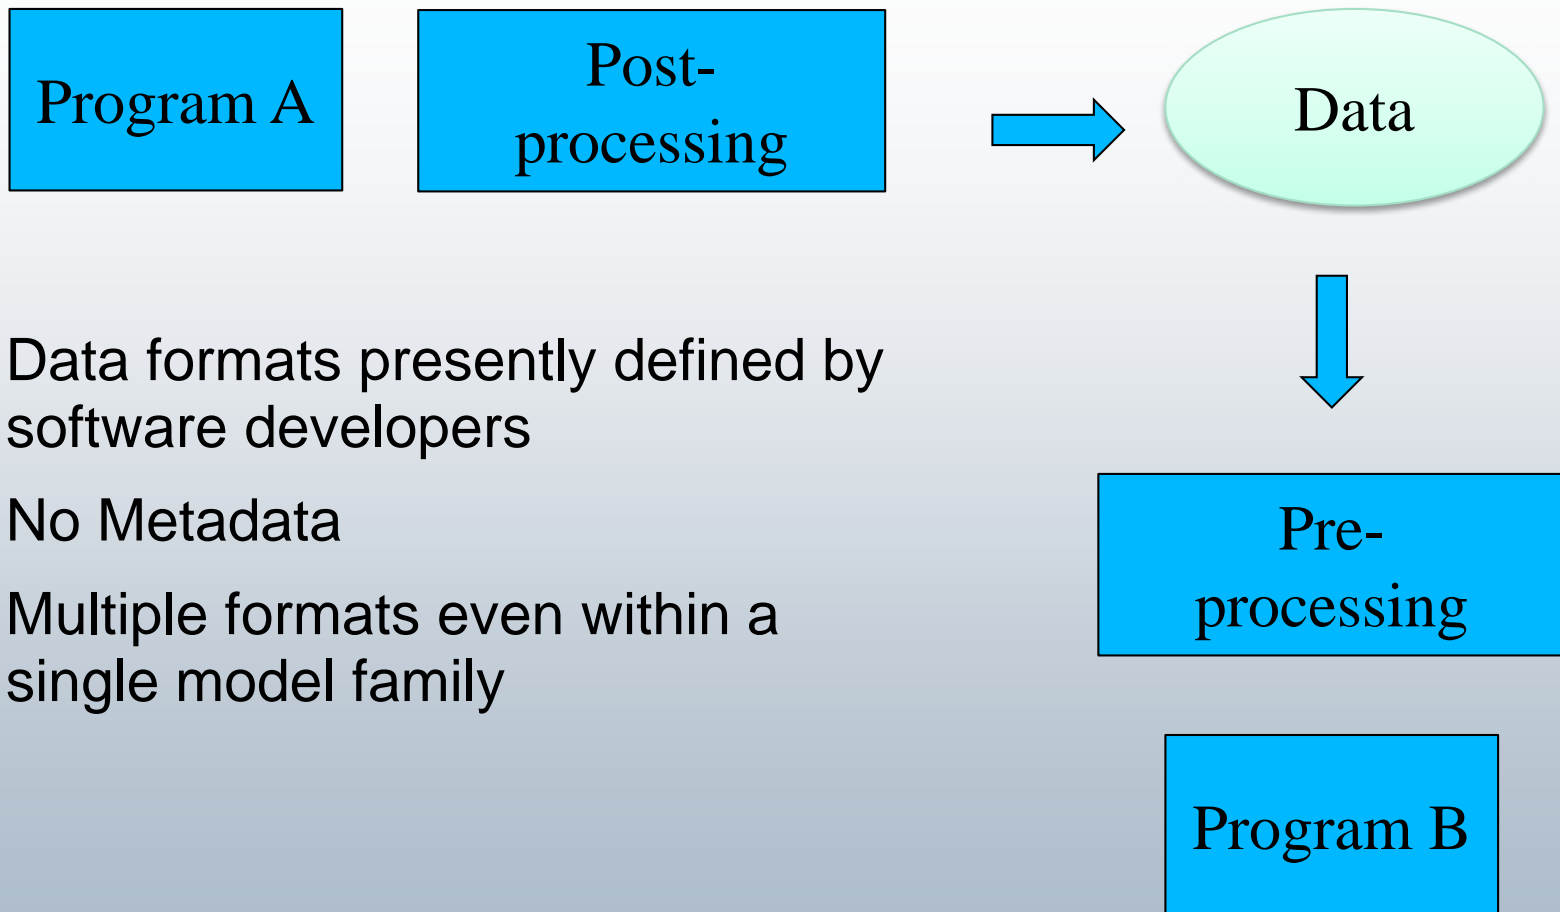 Program A
Post-
processing
Data
Data formats presently defined by
software developers
No Metadata
Multiple formats even within a
single model family
Pre-
processing
Program B